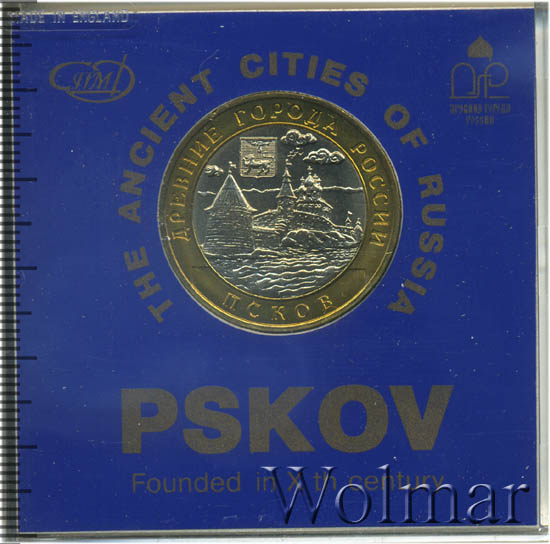 MADE IN ENGLAND
ДРЕВНИЕ ГОРОДА
РОССИИ
THE ANCIENT CITIES OF RUSSIA
ДРЕВНИЕ ГОРОДА РОССИИ
ПСКОВ
PSKOV
Founded in X th century
Wolmar